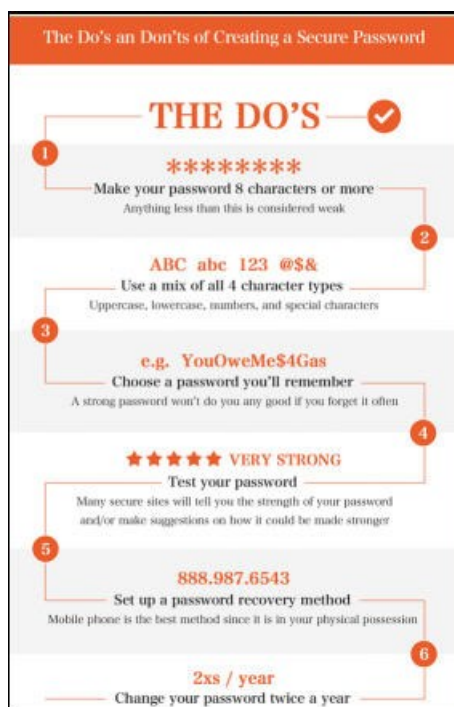 The Do's an Don'ts of Creating a Secure Password
THE DO'S
1
********
Make your password 8 characters or more
Anything less than this is considered weak
2
ABC abc 123 @$&
Use a mix of all 4 character types
Uppercase, lowercase, numbers, and special characters
3
e.g. YouOweMe$4Gas
Choose a password you'll remember
A strong password won't do you any good if you forget it often
4
VERY STRONG
Test your password
Many secure sites will tell you the strength of your password
and/or make suggestions on how it could be made stronger
5
888.987.6543
Set up a password recovery method
Mobile phone is the best method since it is in your physical possession
6
2xs / year
Change your password twice a year